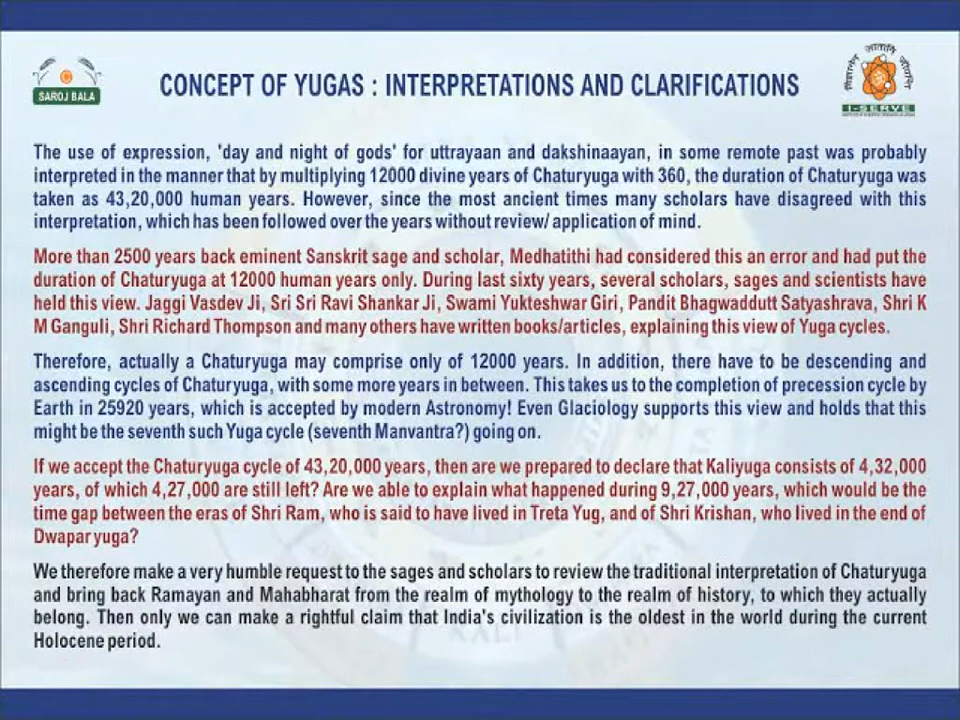 SAROJ BALA
CONCEPT OF YUGAS : INTERPRETATIONS AND CLARIFICATIONS
I-SERVE
The use of expression, 'day and night of gods' for uttrayaan and dakshinaayan, in some remote past was probably
interpreted in the manner that by multiplying 12000 divine years of Chaturyuga with 360, the duration of Chaturyuga was
taken as 43,20,000 human years. However, since the most ancient times many scholars have disagreed with this
interpretation, which has been followed over the years without review/ application of mind.
More than 2500 years back eminent Sanskrit sage and scholar, Medhatithi had considered this an error and had put the
duration of Chaturyuga at 12000 human years only. During last sixty years, several scholars, sages and scientists have
held this view. Jaggi Vasdev Ji, Sri Sri Ravi Shankar Ji, Swami Yukteshwar Giri, Pandit Bhagwaddutt Satyashrava, Shri K
M Ganguli, Shri Richard Thompson and many others have written books/articles, explaining this view of Yuga cycles.
Therefore, actually a Chaturyuga may comprise only of 12000 years. In addition, there have to be descending and
ascending cycles of Chaturyuga, with some more years in between. This takes us to the completion of precession cycle by
Earth in 25920 years, which is accepted by modern Astronomy! Even Glaciology supports this view and holds that this
might be the seventh such Yuga cycle (seventh Manvantra?) going on.
If we accept the Chaturyuga cycle of 43,20,000 years, then are we prepared to declare that Kaliyuga consists of 4,32,000
years, of which 4,27,000 are still left? Are we able to explain what happened during 9,27,000 years, which would be the
time gap between the eras of Shri Ram, who is said to have lived in Treta Yug, and of Shri Krishan, who lived in the end of
Dwapar yuga?
We therefore make a very humble request to the sages and scholars to review the traditional interpretation of Chaturyuga
and bring back Ramayan and Mahabharat from the realm of mythology to the realm of history, to which they actually
belong. Then only we can make a rightful claim that India's civilization is the oldest in the world during the current
Holocene period.